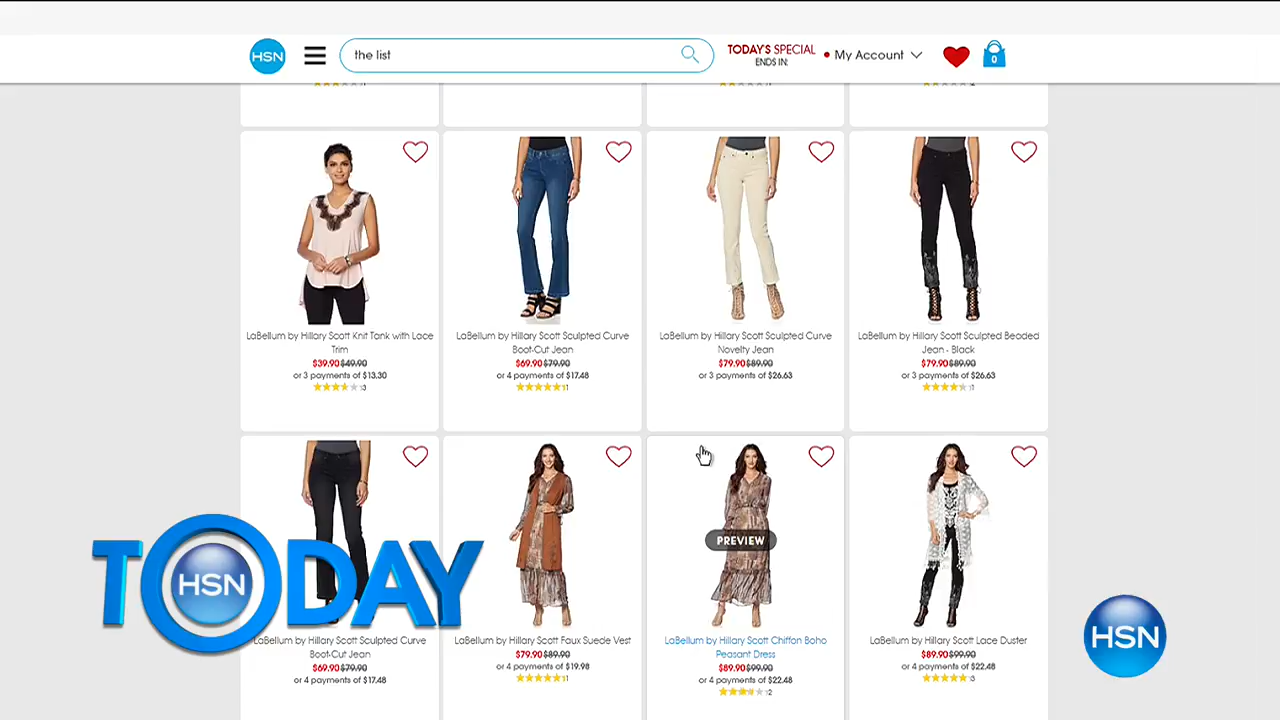 HSN
the list
TODAY'S SPECIAL
ENDS IN:
My Account
0
LaBellum by Hillary Scott Knit Tank with Lace
Trim
$39.90 $49.90
or 3 payments of $13.30
3
LaBellum by Hillary Scott Sculpted Curve
Boot-Cut Jean
$69.90 $79.90
or 4 payments of $17.48
1
LaBellum by Hillary Scott Sculpted Curve
Novelty Jean
$79.90 $89.90
or 3 payments of $26.63
LaBellum by Hillary Scott Sculpted Beaded
Jean - Black
$79.90 $89.90
or 3 payments of $26.63
1
LaBellum by Hillary Scott Sculpted Curve
Boot-Cut Jean
$69.90 $79.90
or 4 payments of $17.48
LaBellum by Hillary Scott Faux Suede Vest
$79.90 $89.90
or 4 payments of $19.98
1
PREVIEW
LaBellum by Hillary Scott Chiffon Boho
Peasant Dress
$89.90 $99.90
or 4 payments of $22.48
2
LaBellum by Hillary Scott Lace Duster
$89.90 $99.90
or 4 payments of $22.48
3
TODAY
HSN
HSN